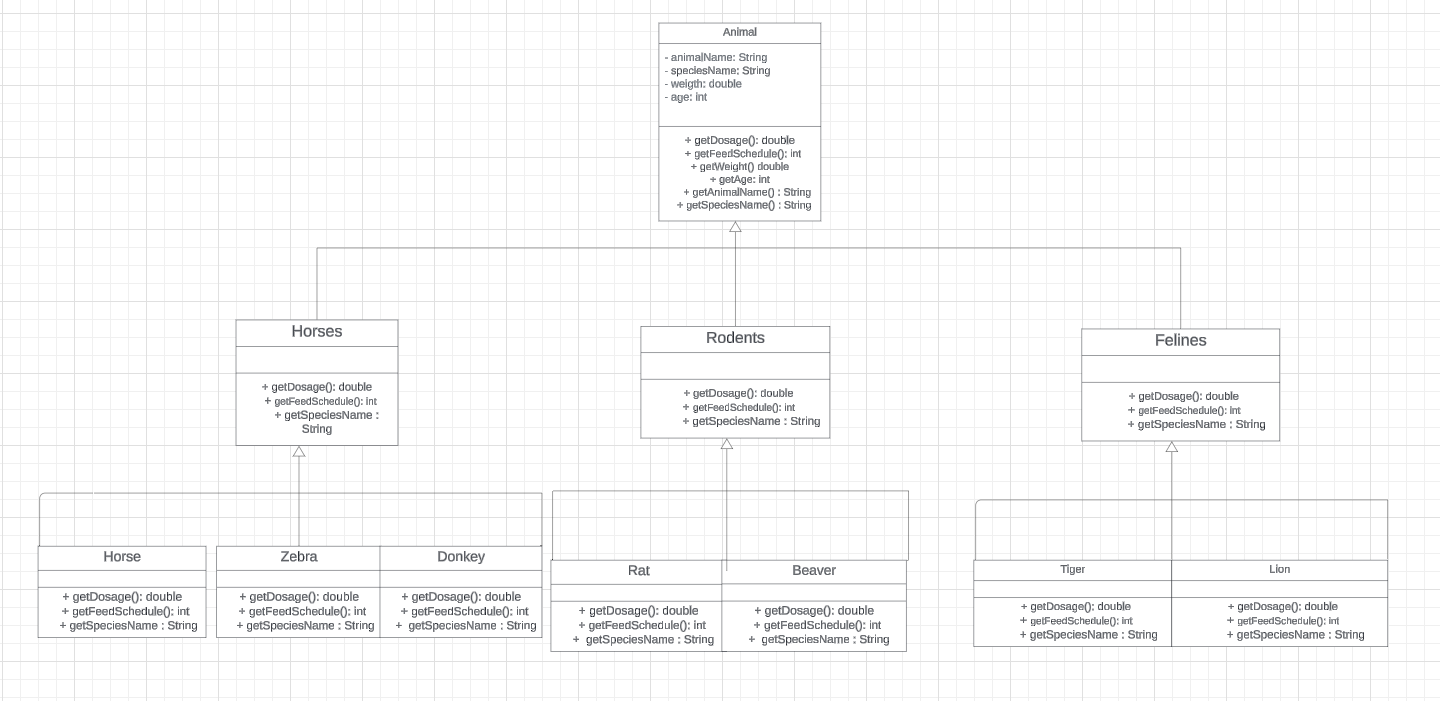 Animal
- animalName: String
- speciesName: String
- weigth: double
- age: int
+ getDosage(): double
+ getFeedSchedule(): int
+ getWeight() double
+ getAge: int
+ getAnimalName() : String
+ getSpeciesName() : String
Horses
+ getDosage(): double
+ getFeedSchedule(): int
+ getSpeciesName :
String
Rodents
+ getDosage(): double
+ getFeedSchedule(): int
+ getSpeciesName : String
Felines
+ getDosage(): double
+ getFeedSchedule(): int
+ getSpeciesName : String
Horse
+ getDosage(): double
+ getFeedSchedule(): int
+ getSpeciesName : String
Zebra
+ getDosage(): double
+ getFeedSchedule(): int
+ getSpeciesName : String
Donkey
+ getDosage(): double
+ getFeedSchedule(): int
+ getSpeciesName : String
Rat
+ getDosage(): double
+ getFeedSchedule(): int
+ getSpeciesName : String
Beaver
+ getDosage(): double
+ getFeedSchedule(): int
+ getSpeciesName : String
Tiger
+ getDosage(): double
+ getFeedSchedule(): int
+ getSpeciesName : String
Lion
+ getDosage(): double
+ getFeedSchedule(): int
+ getSpeciesName : String